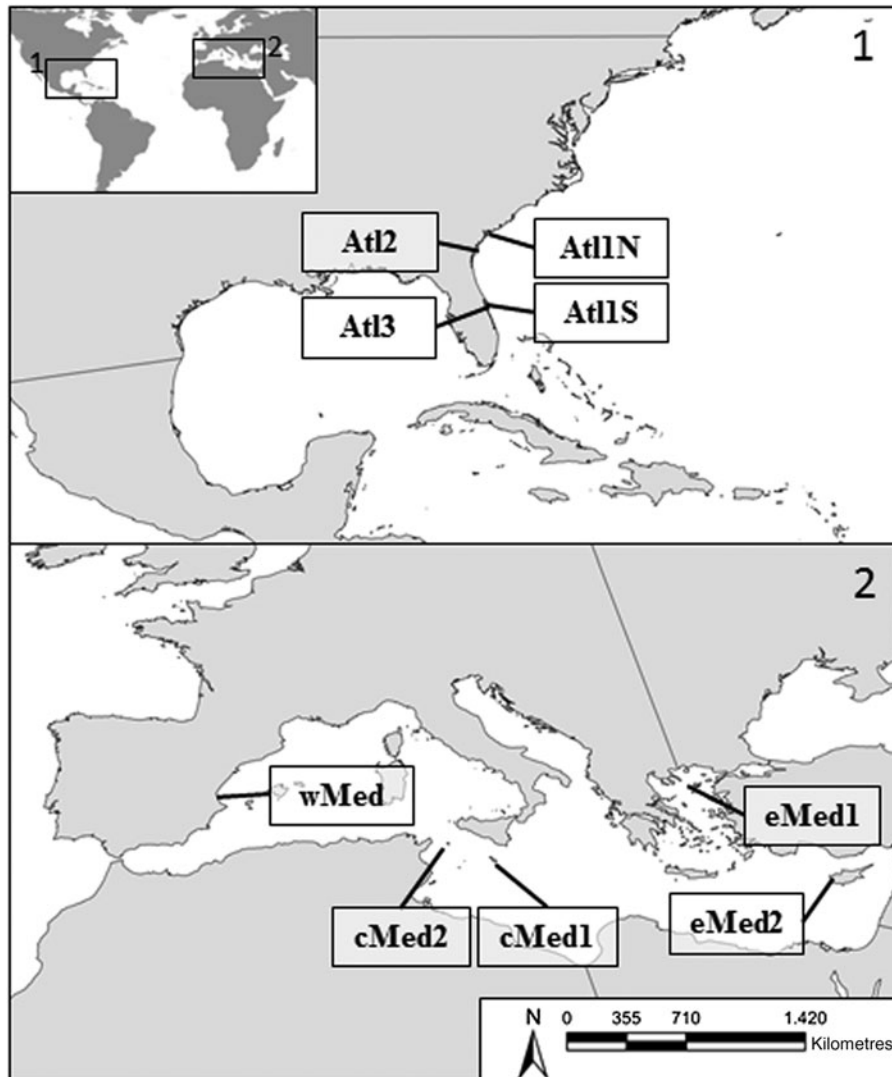 1
2
1
Atl2
Atl1N
Atl3
Atl1S
2
wMed
eMed1
cMed2
cMed1
eMed2
N
0 355 710 1.420
Kilometres